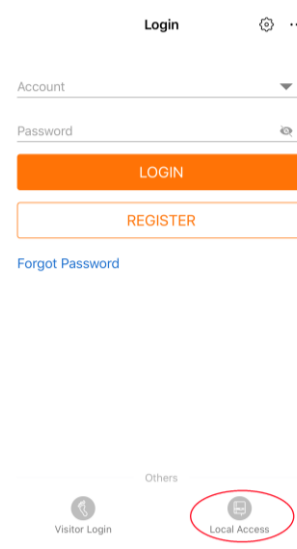 Login
Account
Password
LOGIN
REGISTER
Forgot Password
Others
Visitor Login
Local Access